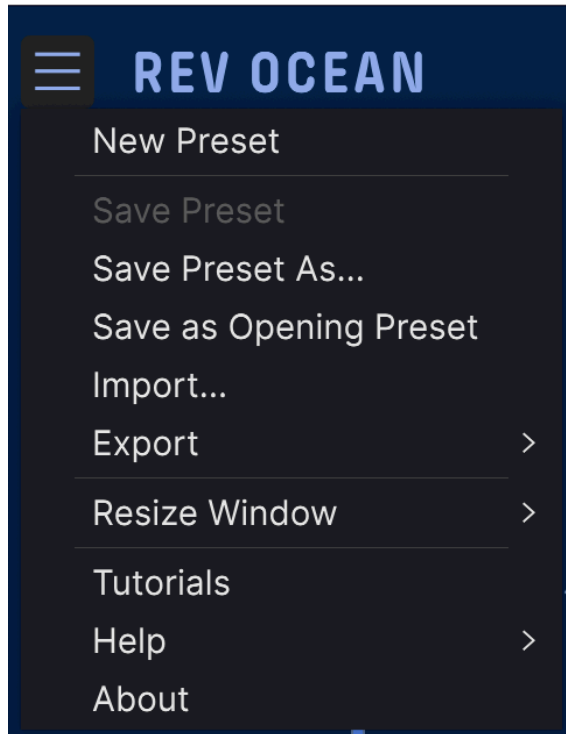 REV OCEAN
New Preset
Save Preset
Save Preset As...
Save as Opening Preset
Import...
Export
Resize Window
Tutorials
Help
About